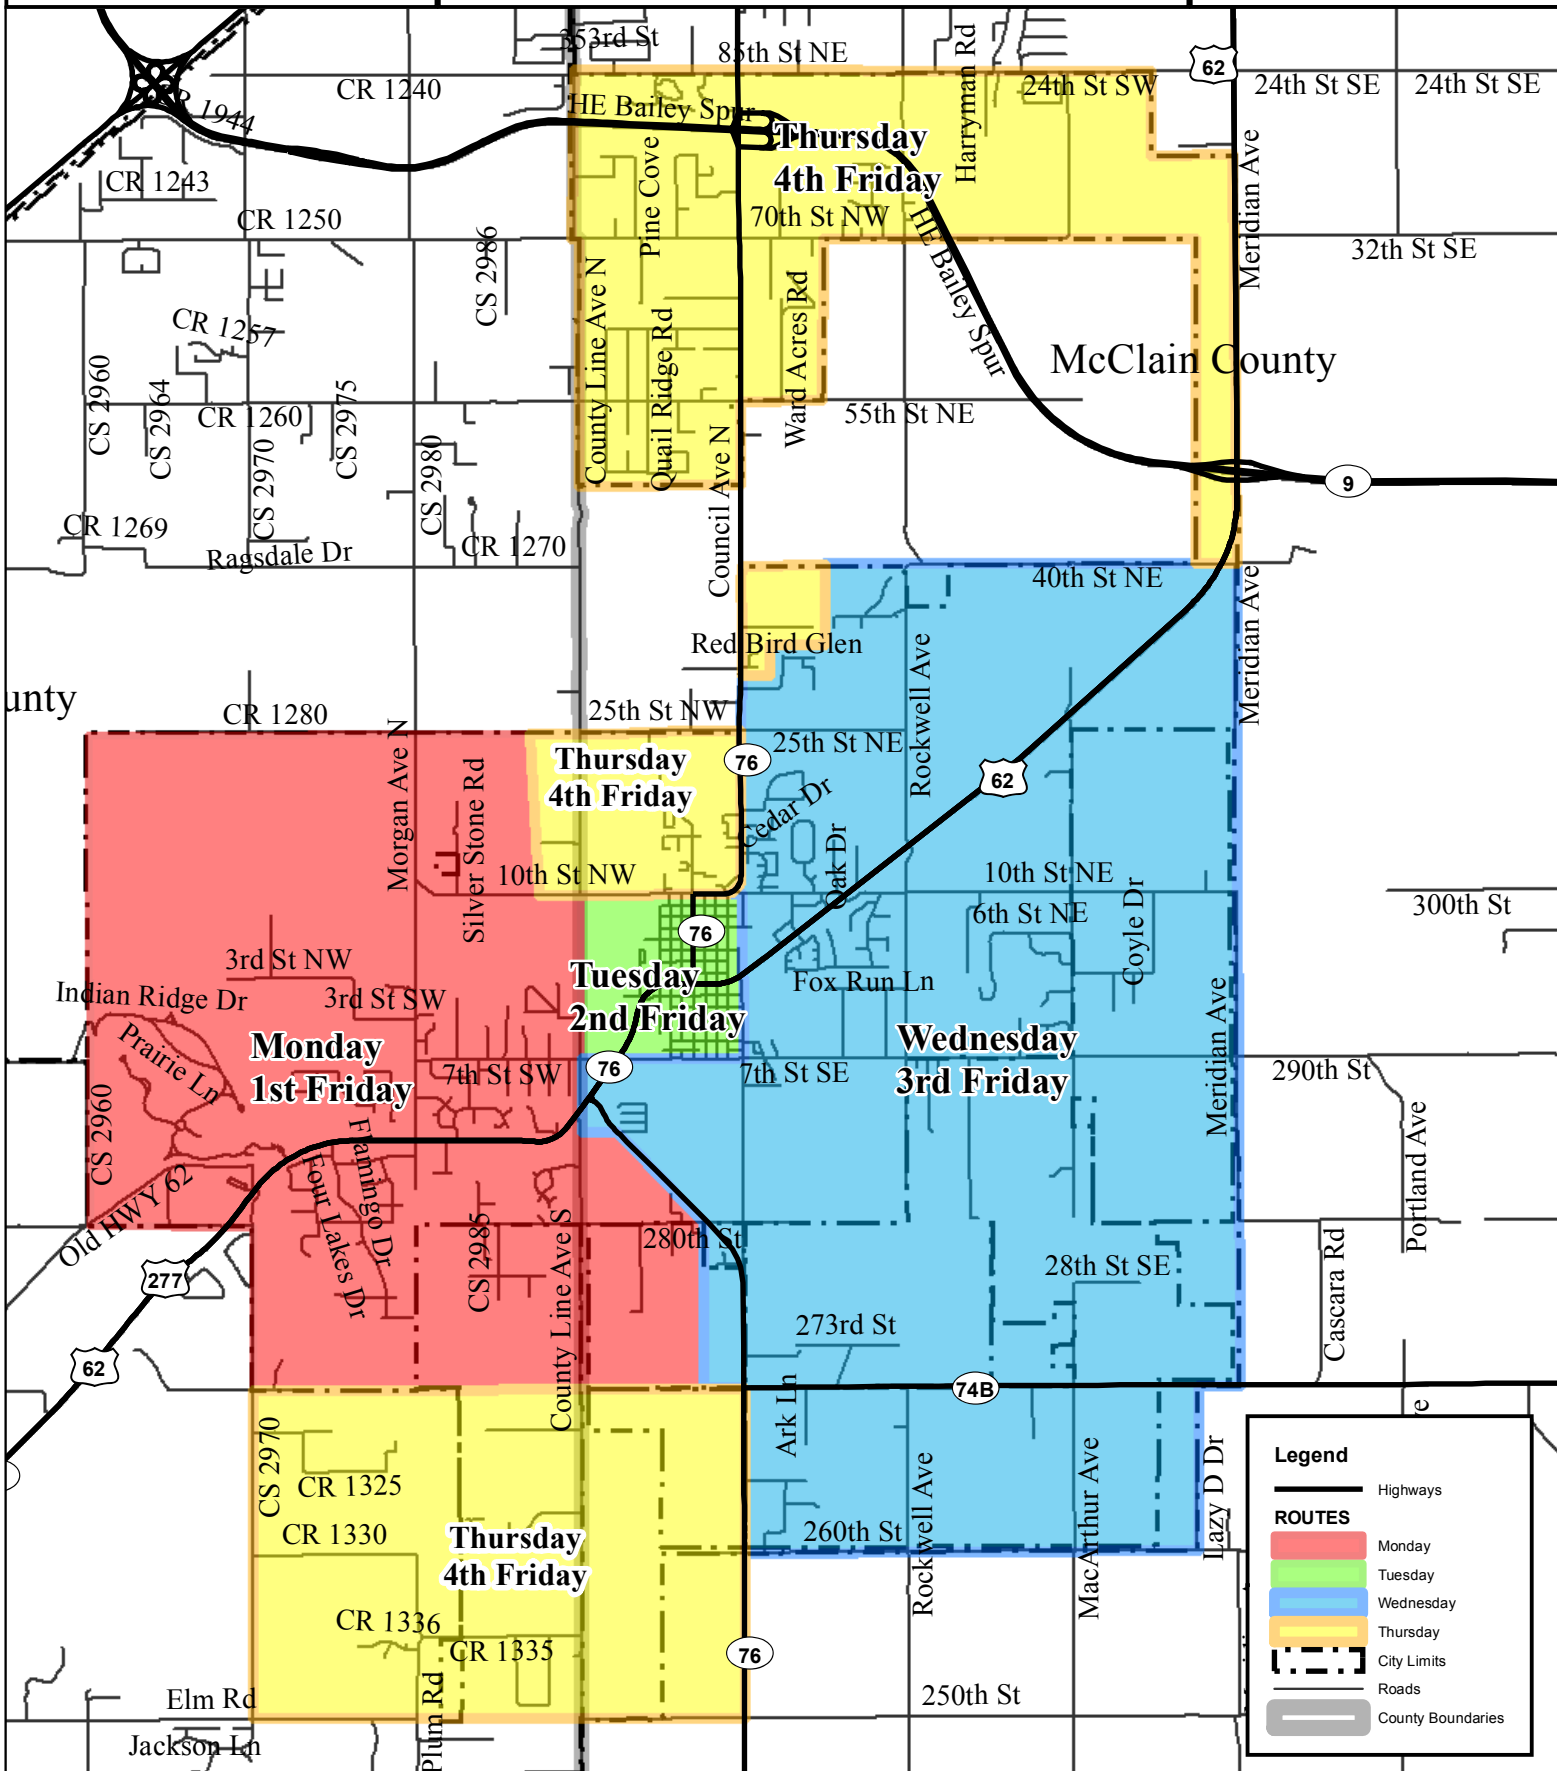 353rd St
85th St NE
Harryman Rd
62
CR 1240
24th St SW
24th St SE
24th St SE
CR 1944
HE Bailey Spur
Thursday
4th Friday
Pine Cove
Meridian Ave
CR 1243
CR 1250
70th St NW
HE Bailey Spur
32th St SE
CS 2986
County Line Ave N
Quail Ridge Rd
Ward Acres Rd
CR 1257
McClain County
CS 2960
CS 2964
CR 1260
CS 2975
CS 2970
CS 2980
55th St NE
Council Ave N
9
CR 1269
Ragsdale Dr
CR 1270
40th St NE
Meridian Ave
Red Bird Glen
Rockwell Ave
unty
CR 1280
25th St NW
25th St NE
Morgan Ave N
Silver Stone Rd
Thursday
4th Friday
76
62
Cedar Dr
Oak Dr
10th St NW
10th St NE
6th St NE
Coyle Dr
300th St
76
3rd St NW
Tuesday
2nd Friday
Fox Run Ln
Indian Ridge Dr
3rd St SW
Prairie Ln
Monday
1st Friday
Wednesday
3rd Friday
Meridian Ave
7th St SW
76
7th St SE
290th St
CS 2960
Portland Ave
Flamingo Dr
Four Lakes Dr
Old HWY 62
CS 2985
County Line Ave S
280th St
277
28th St SE
Cascara Rd
273rd St
62
74B
Ark Ln
ve
CS 2970
CR 1325
Rockwell Ave
MacArthur Ave
Lazy D Dr
CR 1330
260th St
Thursday
4th Friday
CR 1336
CR 1335
76
Elm Rd
Plum Rd
250th St
Jackson Ln
Legend
Highways
ROUTES
Monday
Tuesday
Wednesday
Thursday
City Limits
Roads
County Boundaries